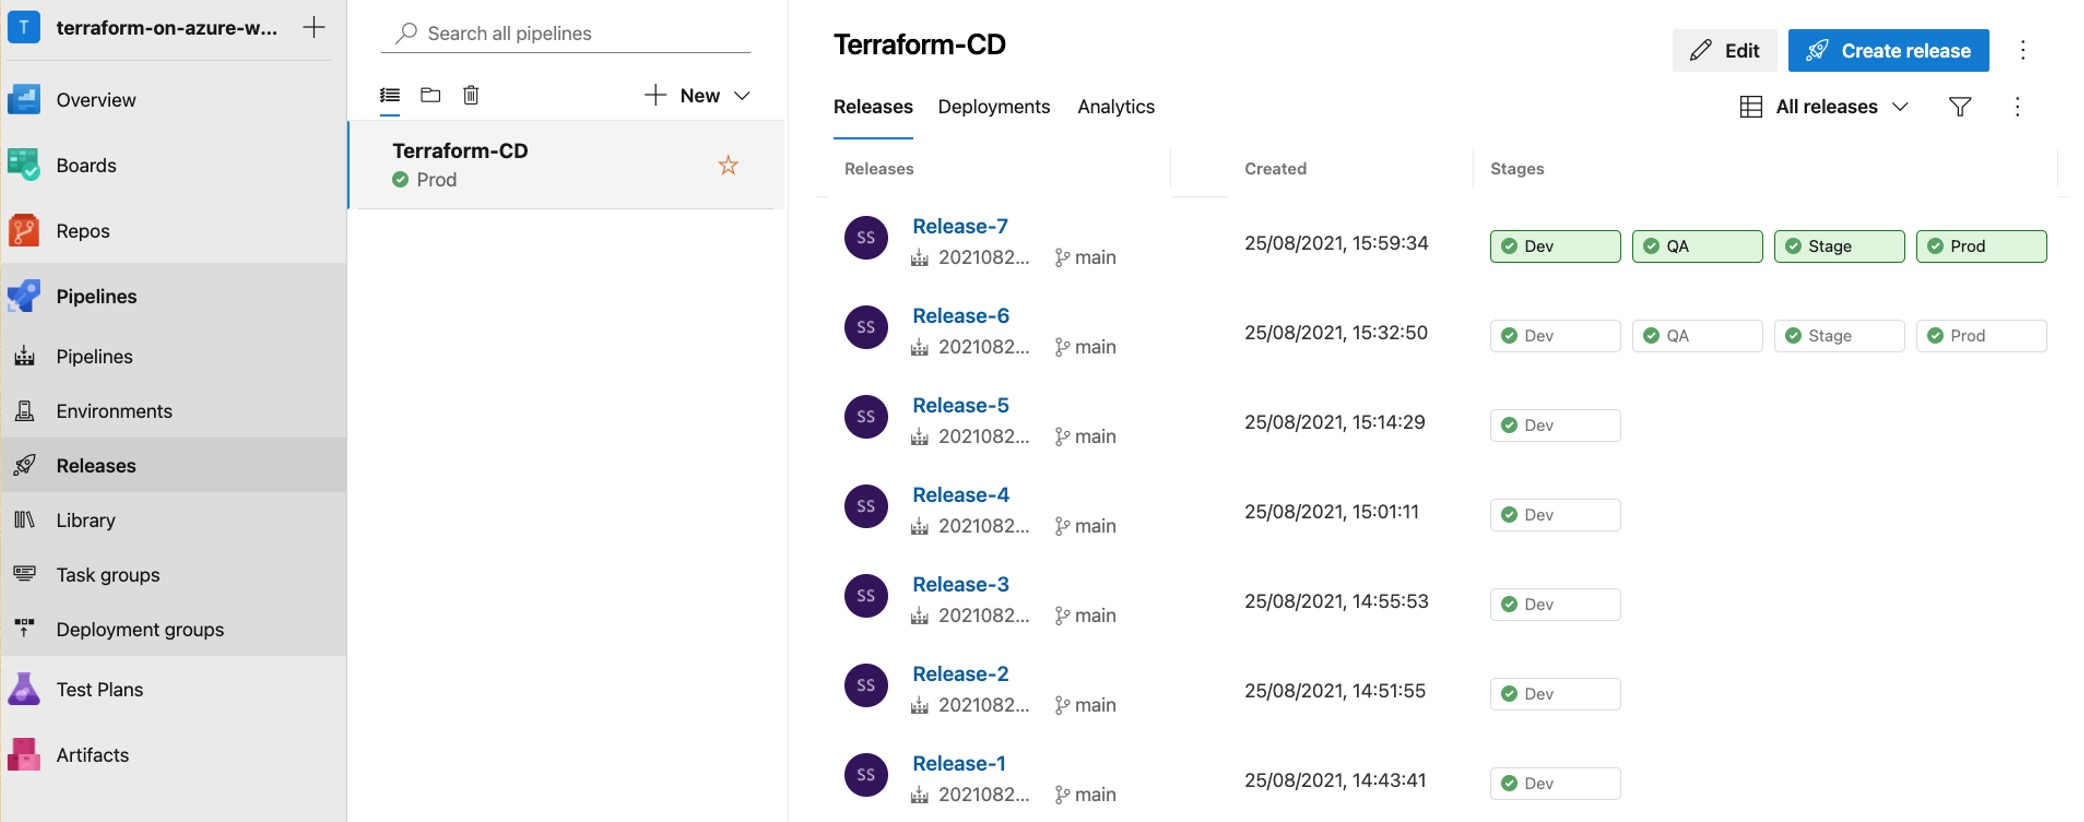 T terraform-on-azure-w...
Overview
Boards
Repos
Pipelines
Pipelines
Environments
Releases
Library
Task groups
Deployment groups
Test Plans
Artifacts
Search all pipelines
New
Terraform-CD
Prod
Terraform-CD
Edit Create release
Releases Deployments Analytics All releases
Releases Created Stages
SS Release-7 25/08/2021, 15:59:34 Dev QA Stage Prod
2021082... main
SS Release-6 25/08/2021, 15:32:50 Dev QA Stage Prod
2021082... main
SS Release-5 25/08/2021, 15:14:29 Dev
2021082... main
SS Release-4 25/08/2021, 15:01:11 Dev
2021082... main
SS Release-3 25/08/2021, 14:55:53 Dev
2021082... main
SS Release-2 25/08/2021, 14:51:55 Dev
2021082... main
SS Release-1 25/08/2021, 14:43:41 Dev
2021082... main